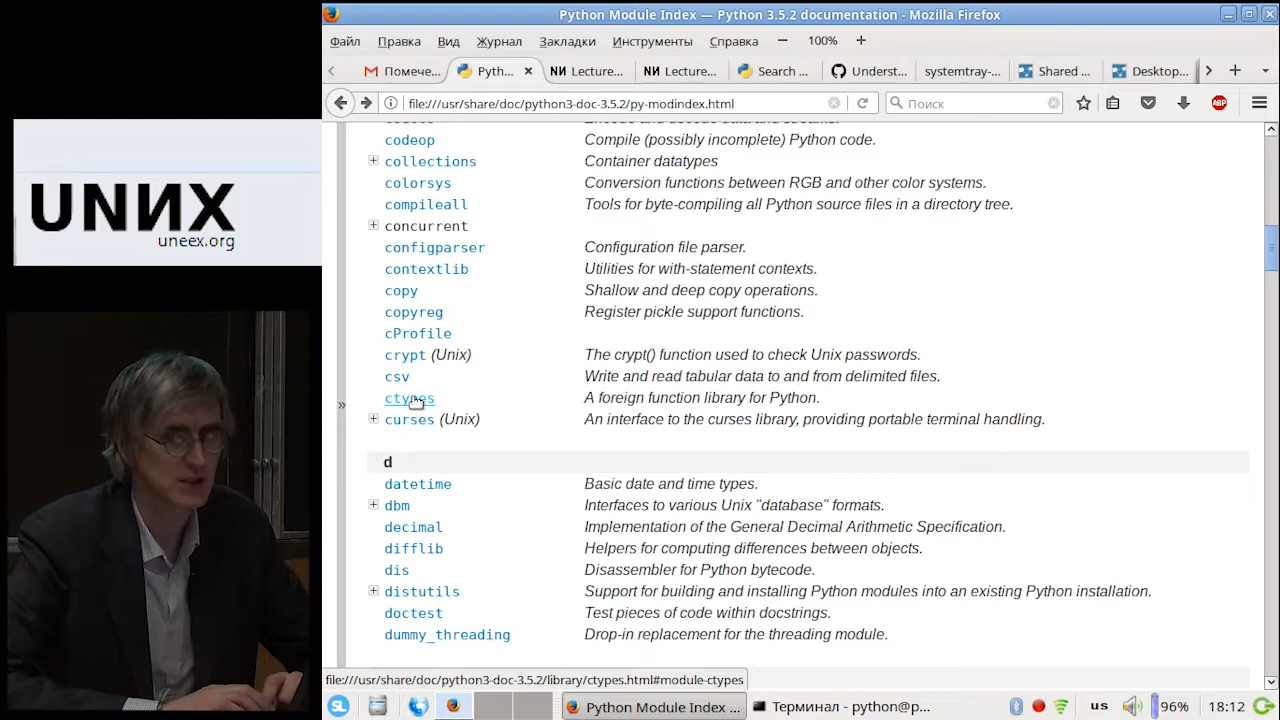 Python Module Index — Python 3.5.2 documentation - Mozilla Firefox
Файл Правка Вид Журнал Закладки Инструменты Справка − 100% +
Помече... Pyth... Lecture... Lecture... Search ... Underst... systemtray-... Shared ... Desktop...
file:///usr/share/doc/python3-doc-3.5.2/py-modindex.html Поиск ABP
codeop Compile (possibly incomplete) Python code.
collections Container datatypes
colorsys Conversion functions between RGB and other color systems.
compileall Tools for byte-compiling all Python source files in a directory tree.
concurrent
configparser Configuration file parser.
contextlib Utilities for with-statement contexts.
copy Shallow and deep copy operations.
copyreg Register pickle support functions.
cProfile
crypt (Unix) The crypt() function used to check Unix passwords.
csv Write and read tabular data to and from delimited files.
ctypes A foreign function library for Python.
curses (Unix) An interface to the curses library, providing portable terminal handling.
d
datetime Basic date and time types.
dbm Interfaces to various Unix "database" formats.
decimal Implementation of the General Decimal Arithmetic Specification.
difflib Helpers for computing differences between objects.
dis Disassembler for Python bytecode.
distutils Support for building and installing Python modules into an existing Python installation.
doctest Test pieces of code within docstrings.
dummy_threading Drop-in replacement for the threading module.
file:///usr/share/doc/python3-doc-3.5.2/library/ctypes.html#module-ctypes
Python Module Index ... Терминал - python@p... us 96% 18:12
UNИX
uneex.org